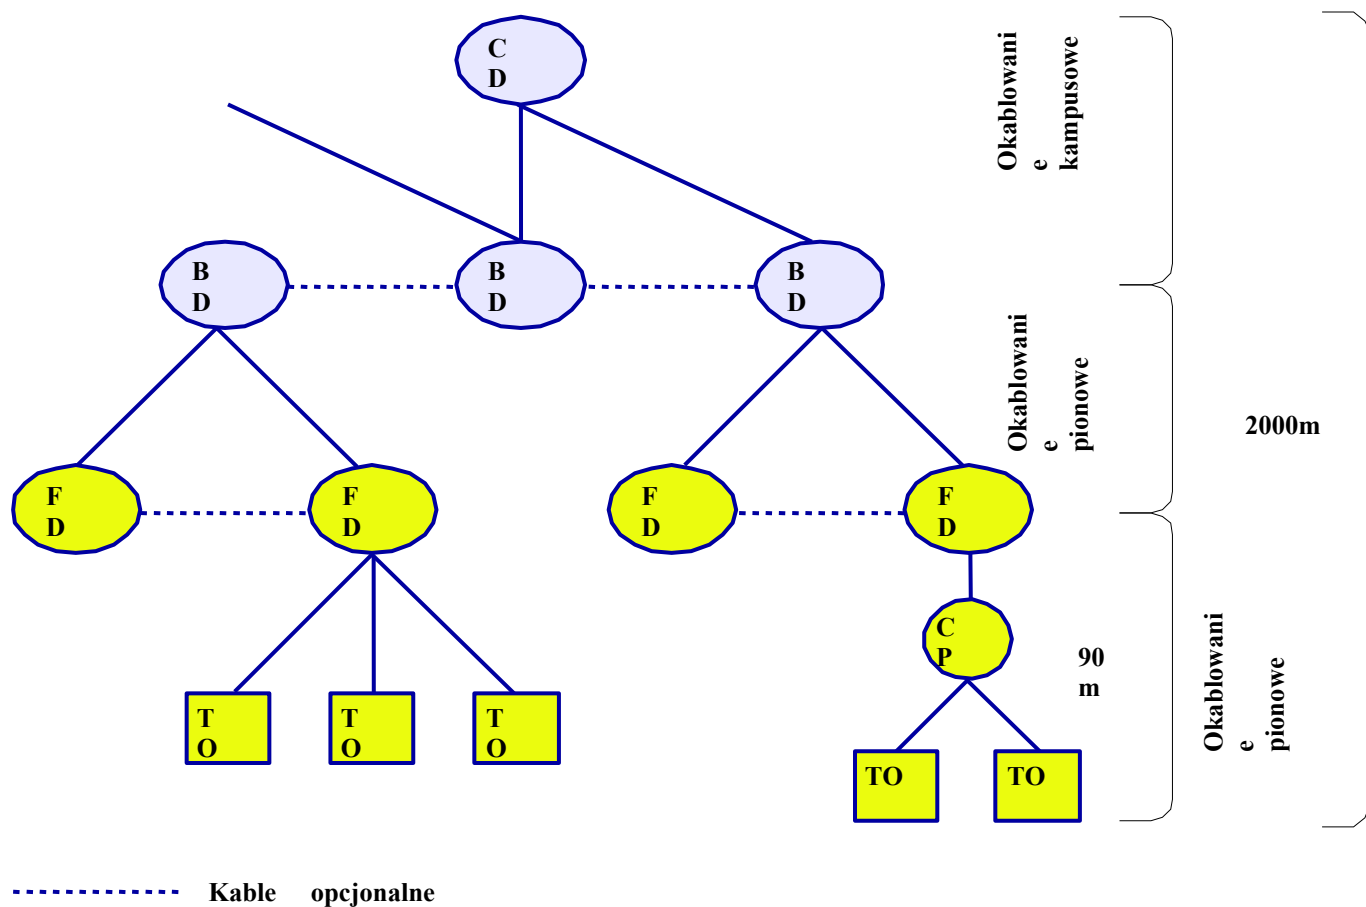 C
D
Okablowani
e kampusowe
B
D
B
D
B
D
Okablowani
e pionowe
2000m
F
D
F
D
F
D
F
D
C
P
90
m
Okablowani
e pionowe
T
O
T
O
T
O
TO
TO
Kable opcjonalne